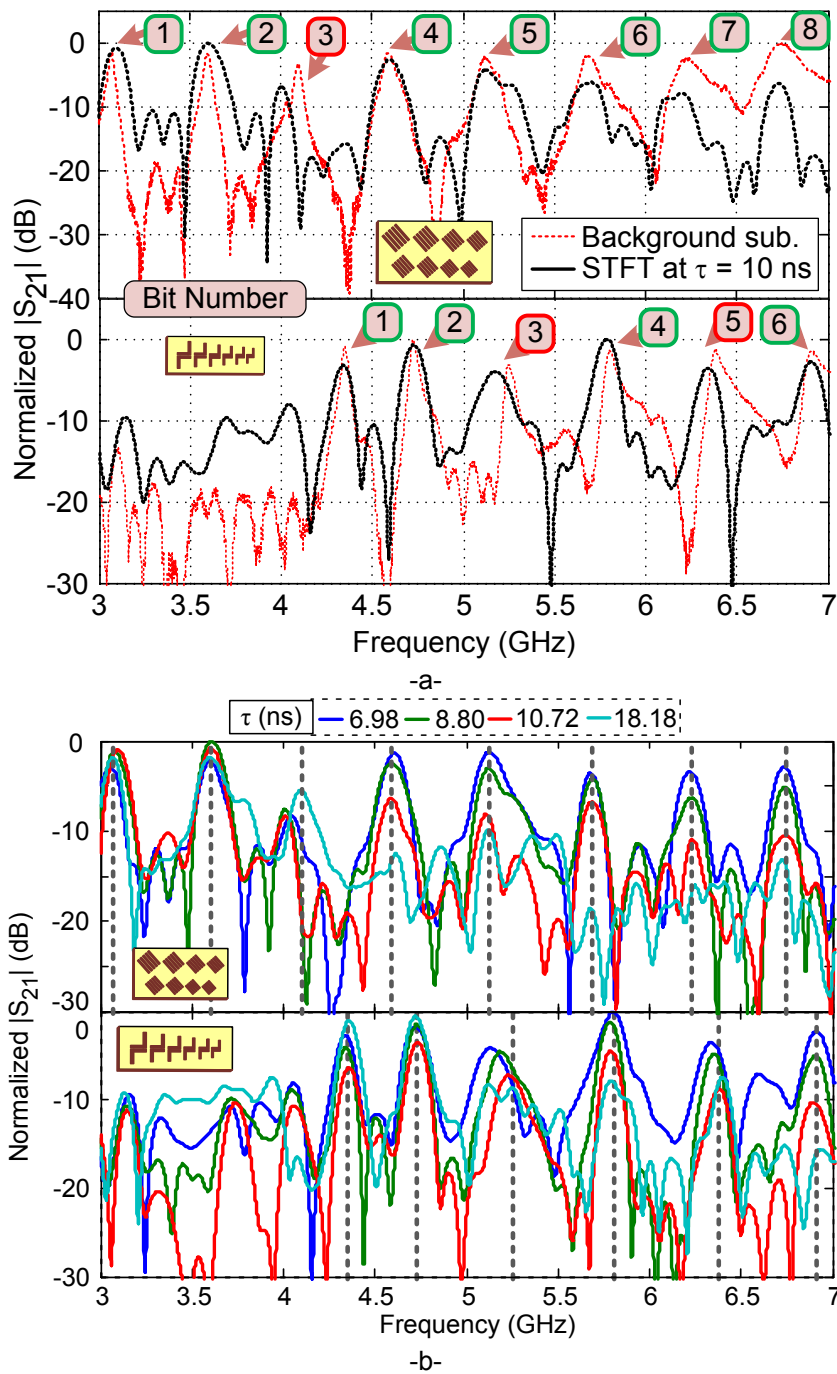 1 2 3 4 5 6 7 8
0
-10
-20
-30
-40
Background sub.
STFT at τ = 10 ns
Bit Number
1 2 3 4 5 6
0
-10
-20
-30
Normalized |S21| (dB)
3 3.5 4 4.5 5 5.5 6 6.5 7
Frequency (GHz)
-a-
τ (ns) 6.98 8.80 10.72 18.18
0
-10
-20
-30
0
-10
-20
-30
Normalized |S21| (dB)
3 3.5 4 4.5 5 5.5 6 6.5 7
Frequency (GHz)
-b-